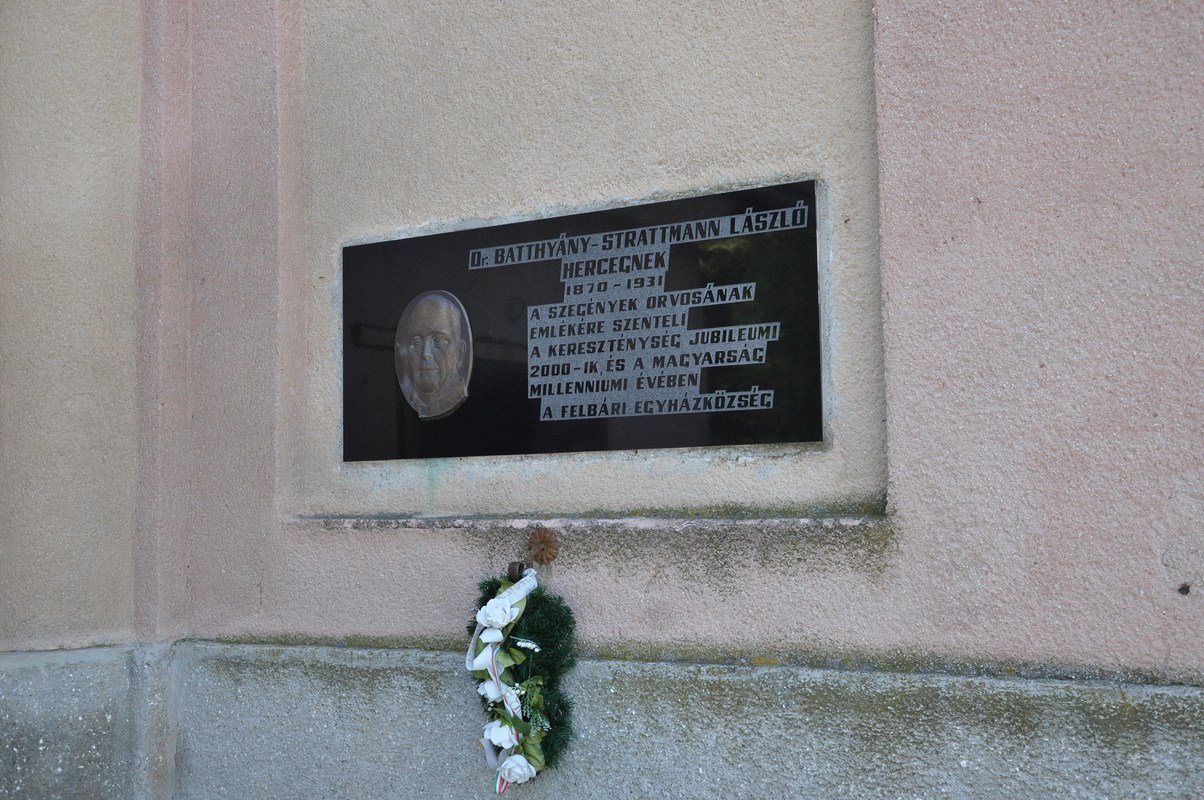 Dr. BATTHYÁNY-STRATTMANN LÁSZLÓ
HERCEGNEK
1870-1931
A SZEGÉNYEK ORVOSÁNAK
EMLÉKÉRE SZENTELI
A KERESZTÉNYSÉG JUBILEUMI
2000-IK, ÉS A MAGYARSÁG
MILLENNIUMI ÉVÉBEN
A FELBÁRI EGYHÁZKÖZSÉG